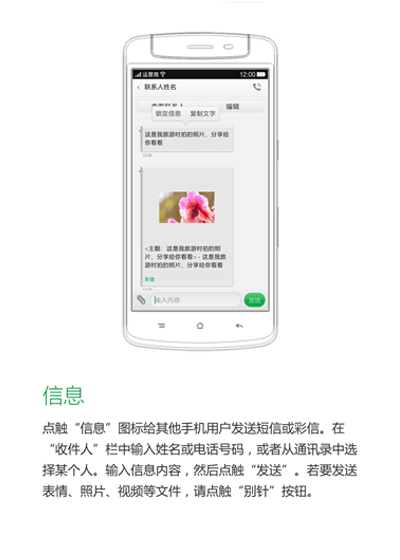 运营商 12:00
联系人姓名
编辑
锁定信息 复制文字
这是我旅游时拍的照片，分享给
你看看
<主题：这是我旅游时拍的照
片，分享给你看看> - 这是我旅
游时拍的照片，分享给你看看
彩信
输入内容 发送
信息
点触“信息”图标给其他手机用户发送短信或彩信。在
“收件人”栏中输入姓名或电话号码，或者从通讯录中选
择某个人。输入信息内容，然后点触“发送”。若要发送
表情、照片、视频等文件，请点触“别针”按钮。